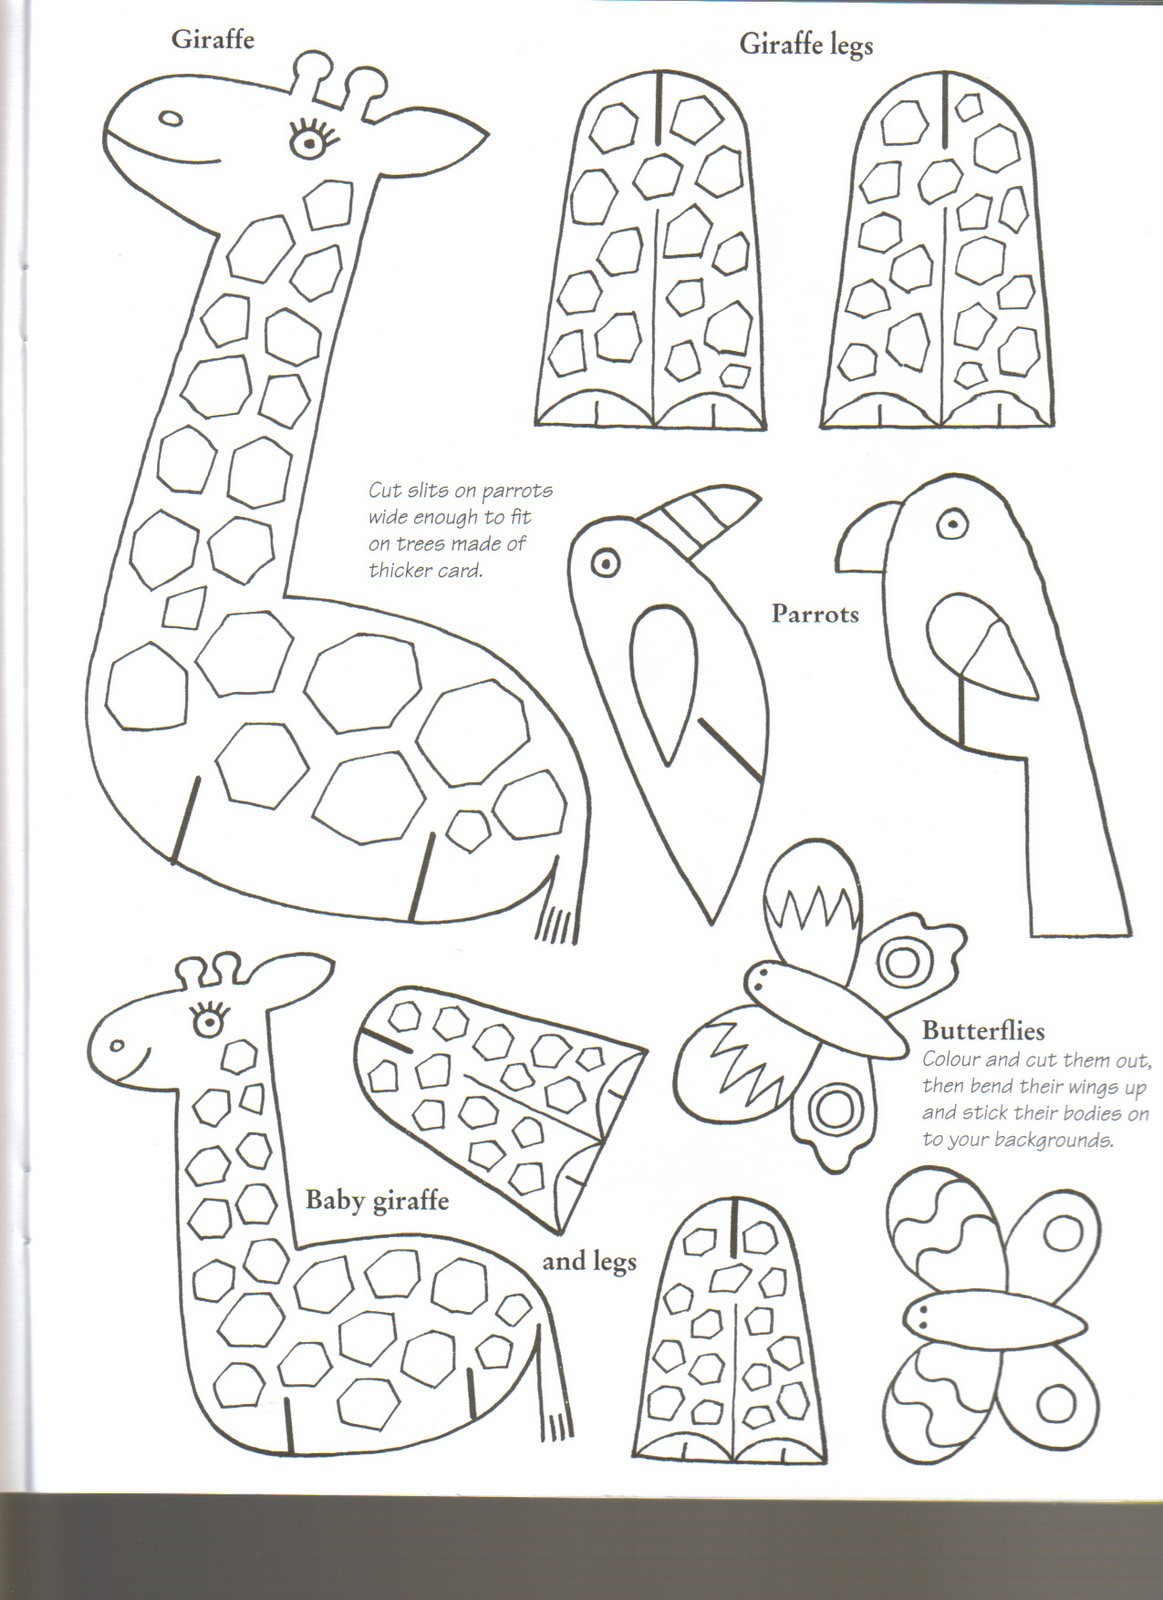 Giraffe
Giraffe legs
Cut slits on parrots
wide enough to fit
on trees made of
thicker card.
Parrots
Butterflies
Colour and cut them out,
then bend their wings up
and stick their bodies on
to your backgrounds.
Baby giraffe
and legs